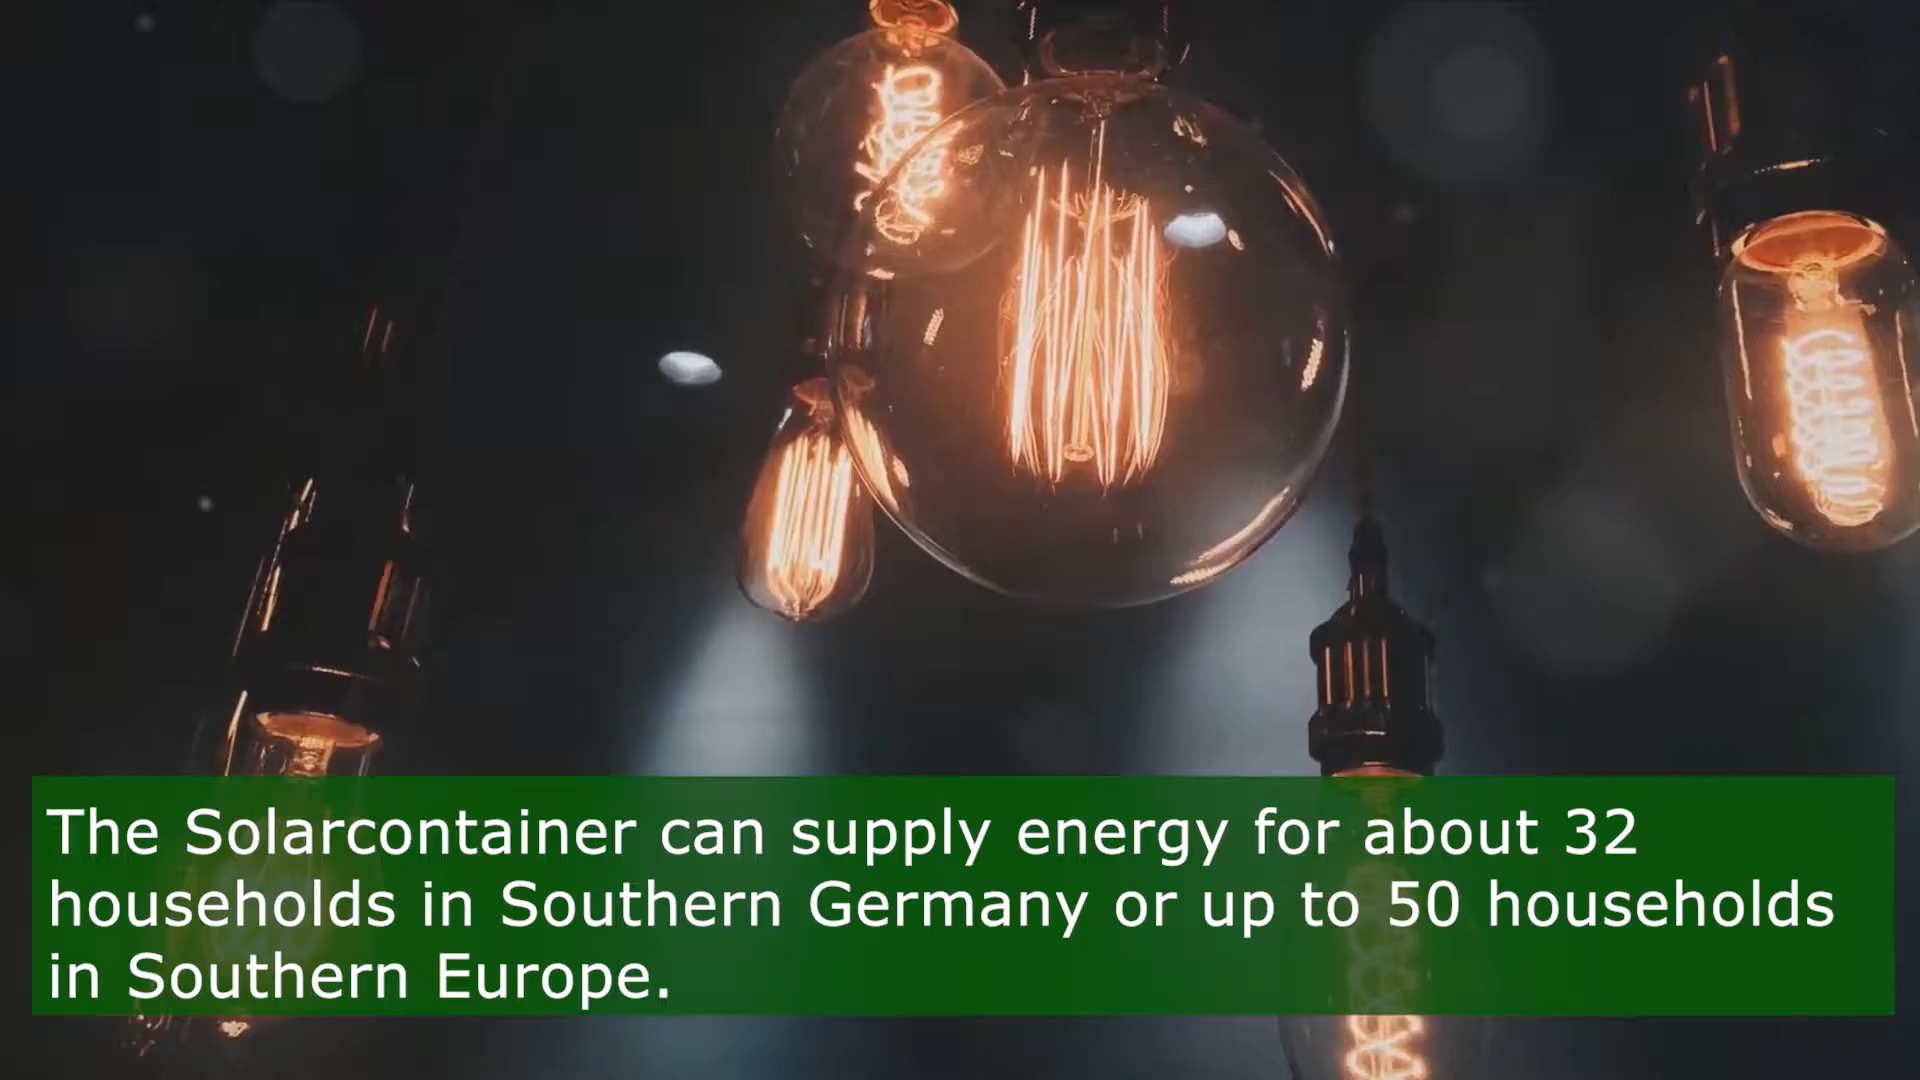 The Solarcontainer can supply energy for about 32
households in Southern Germany or up to 50 households
in Southern Europe.